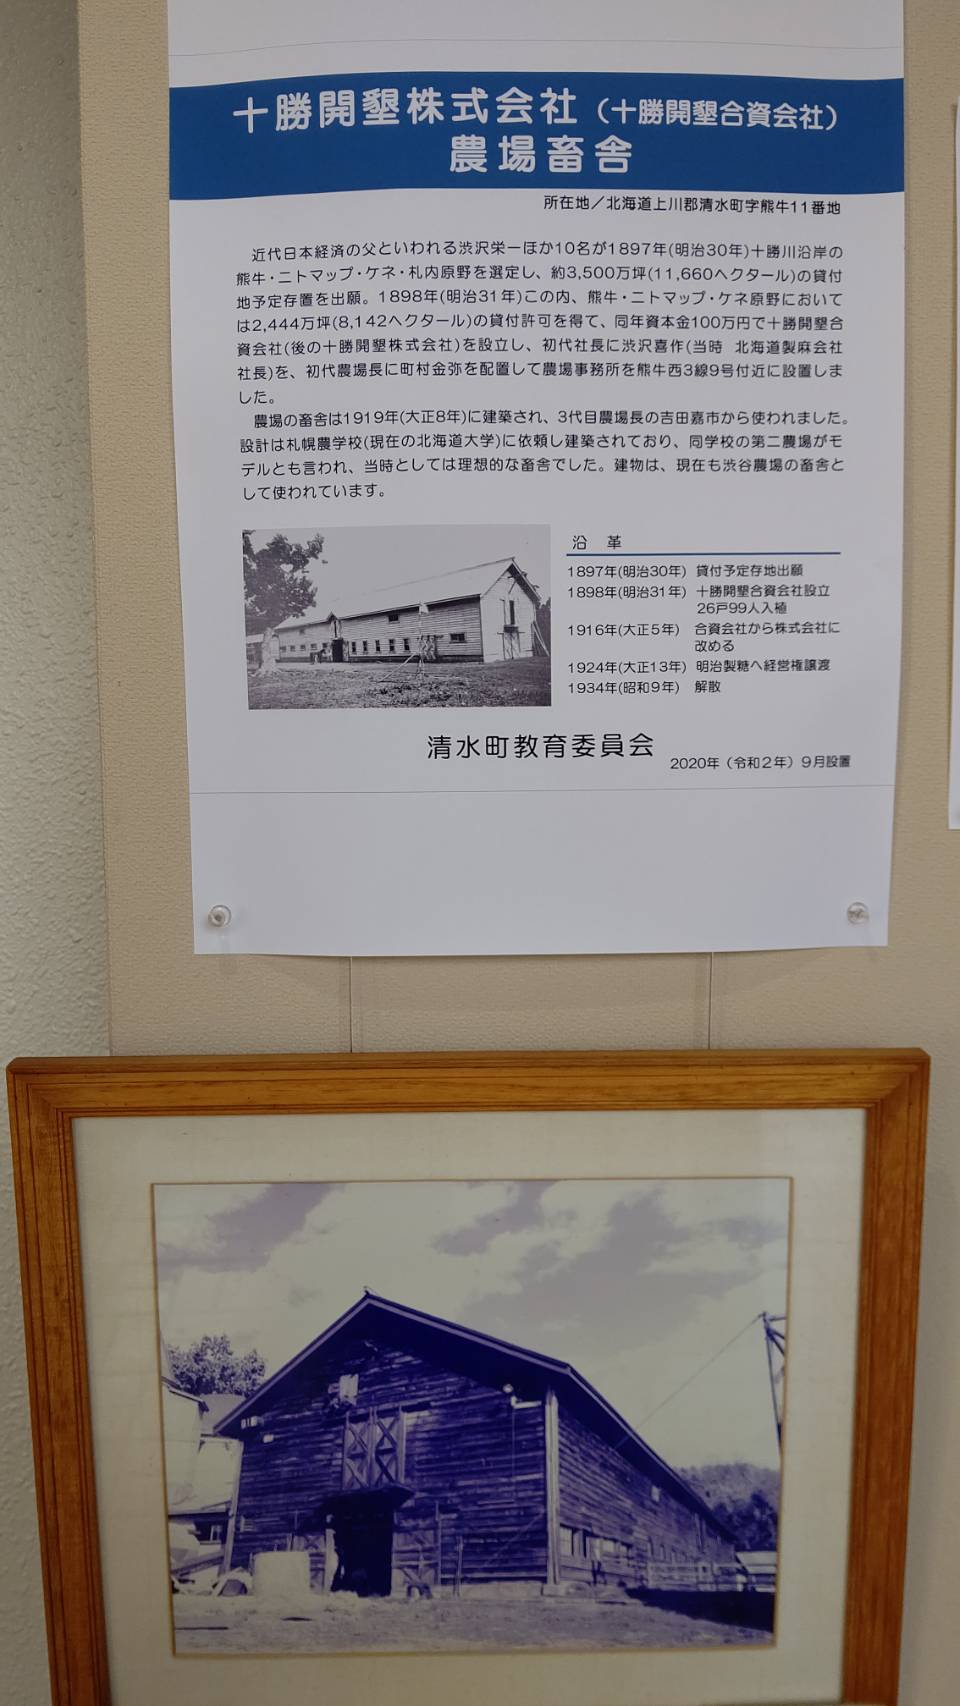 十勝開墾株式会社（十勝開墾合資会社）
農場畜舎
所在地／北海道上川郡清水町字熊牛11番地
近代日本経済の父といわれる渋沢栄一ほか10名が1897年(明治30年)十勝川沿岸の
熊牛・ニトマップ・ケネ・札内原野を選定し、約3,500万坪(11,660ヘクタール)の貸付
地予定存置を出願。1898年(明治31年)この内、熊牛・ニトマップ・ケネ原野において
は2,444万坪(8,142ヘクタール)の貸付許可を得て、同年資本金100万円で十勝開墾合
資会社(後の十勝開墾株式会社)を設立し、初代社長に渋沢喜作(当時 北海道製麻会社
社長)を、初代農場長に町村金弥を配置して農場事務所を熊牛西3線9号付近に設置しま
した。
農場の畜舎は1919年(大正8年)に建築され、3代目農場長の吉田嘉市から使われました。
設計は札幌農学校(現在の北海道大学)に依頼し建築されており、同学校の第二農場がモ
デルとも言われ、当時としては理想的な畜舎でした。建物は、現在も渋谷農場の畜舎と
して使われています。
沿 革
1897年(明治30年) 貸付予定存地出願
1898年(明治31年) 十勝開墾合資会社設立
26戸99人入植
1916年(大正5年) 合資会社から株式会社に
改める
1924年(大正13年) 明治製糖へ経営権譲渡
1934年(昭和9年) 解散
清水町教育委員会
2020年（令和2年）9月設置